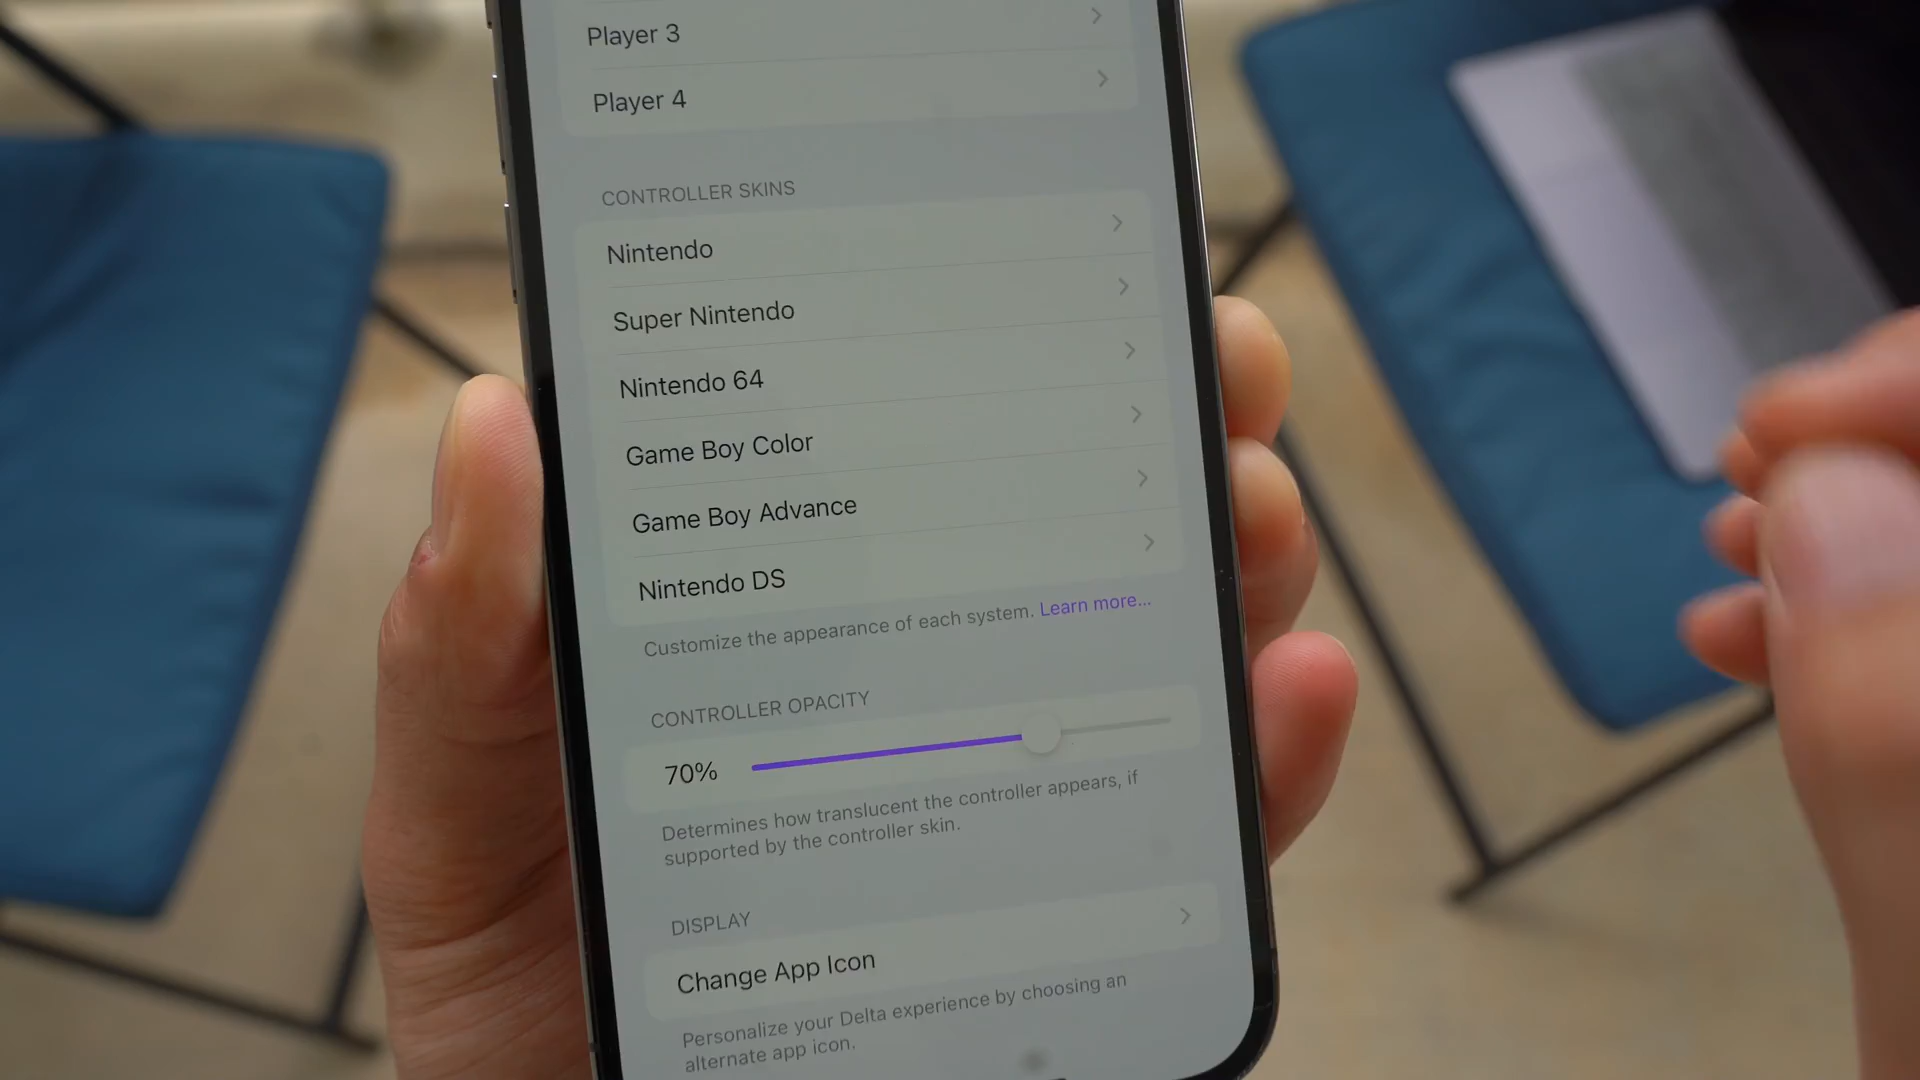 Player 3
Player 4
CONTROLLER SKINS
Nintendo
Super Nintendo
Nintendo 64
Game Boy Color
Game Boy Advance
Nintendo DS
Customize the appearance of each system. Learn more...
CONTROLLER OPACITY
70%
Determines how translucent the controller appears, if
supported by the controller skin.
DISPLAY
Change App Icon
Personalize your Delta experience by choosing an
alternate app icon.